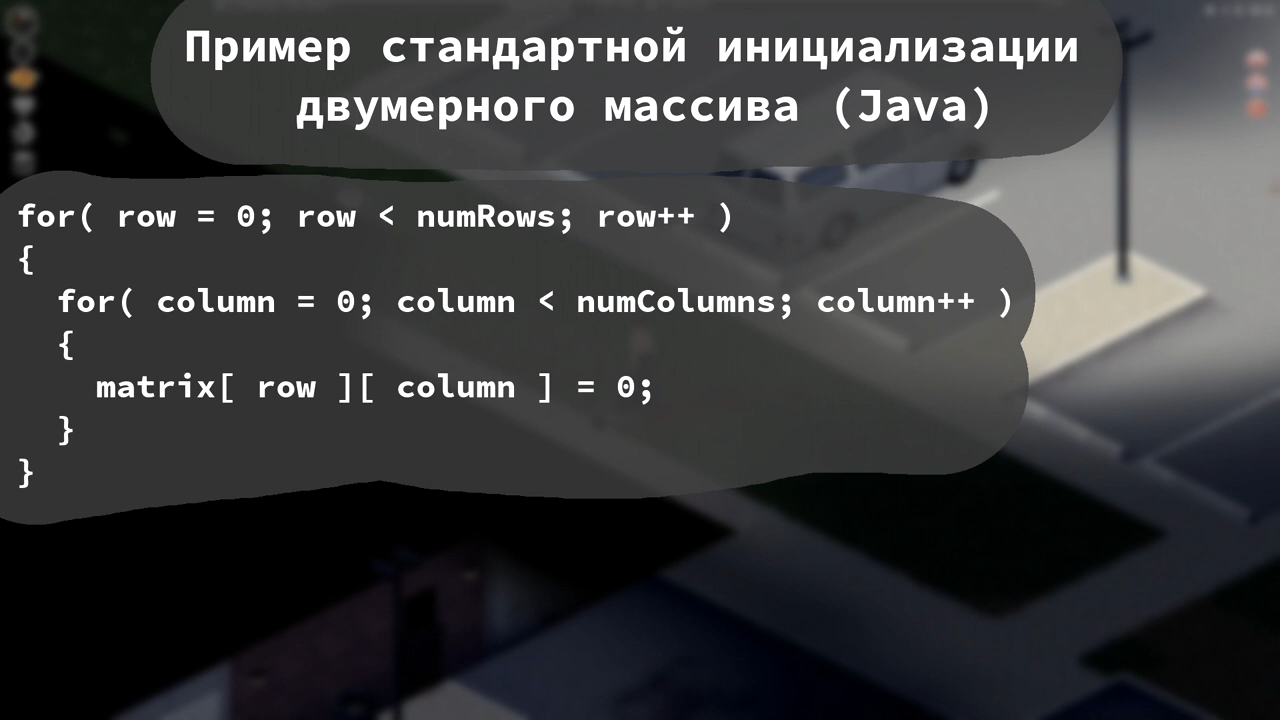 Пример стандартной инициализации
двумерного массива (Java)
for( row = 0; row < numRows; row++ )
{
  for( column = 0; column < numColumns; column++ )
  {
    matrix[ row ][ column ] = 0;
  }
}